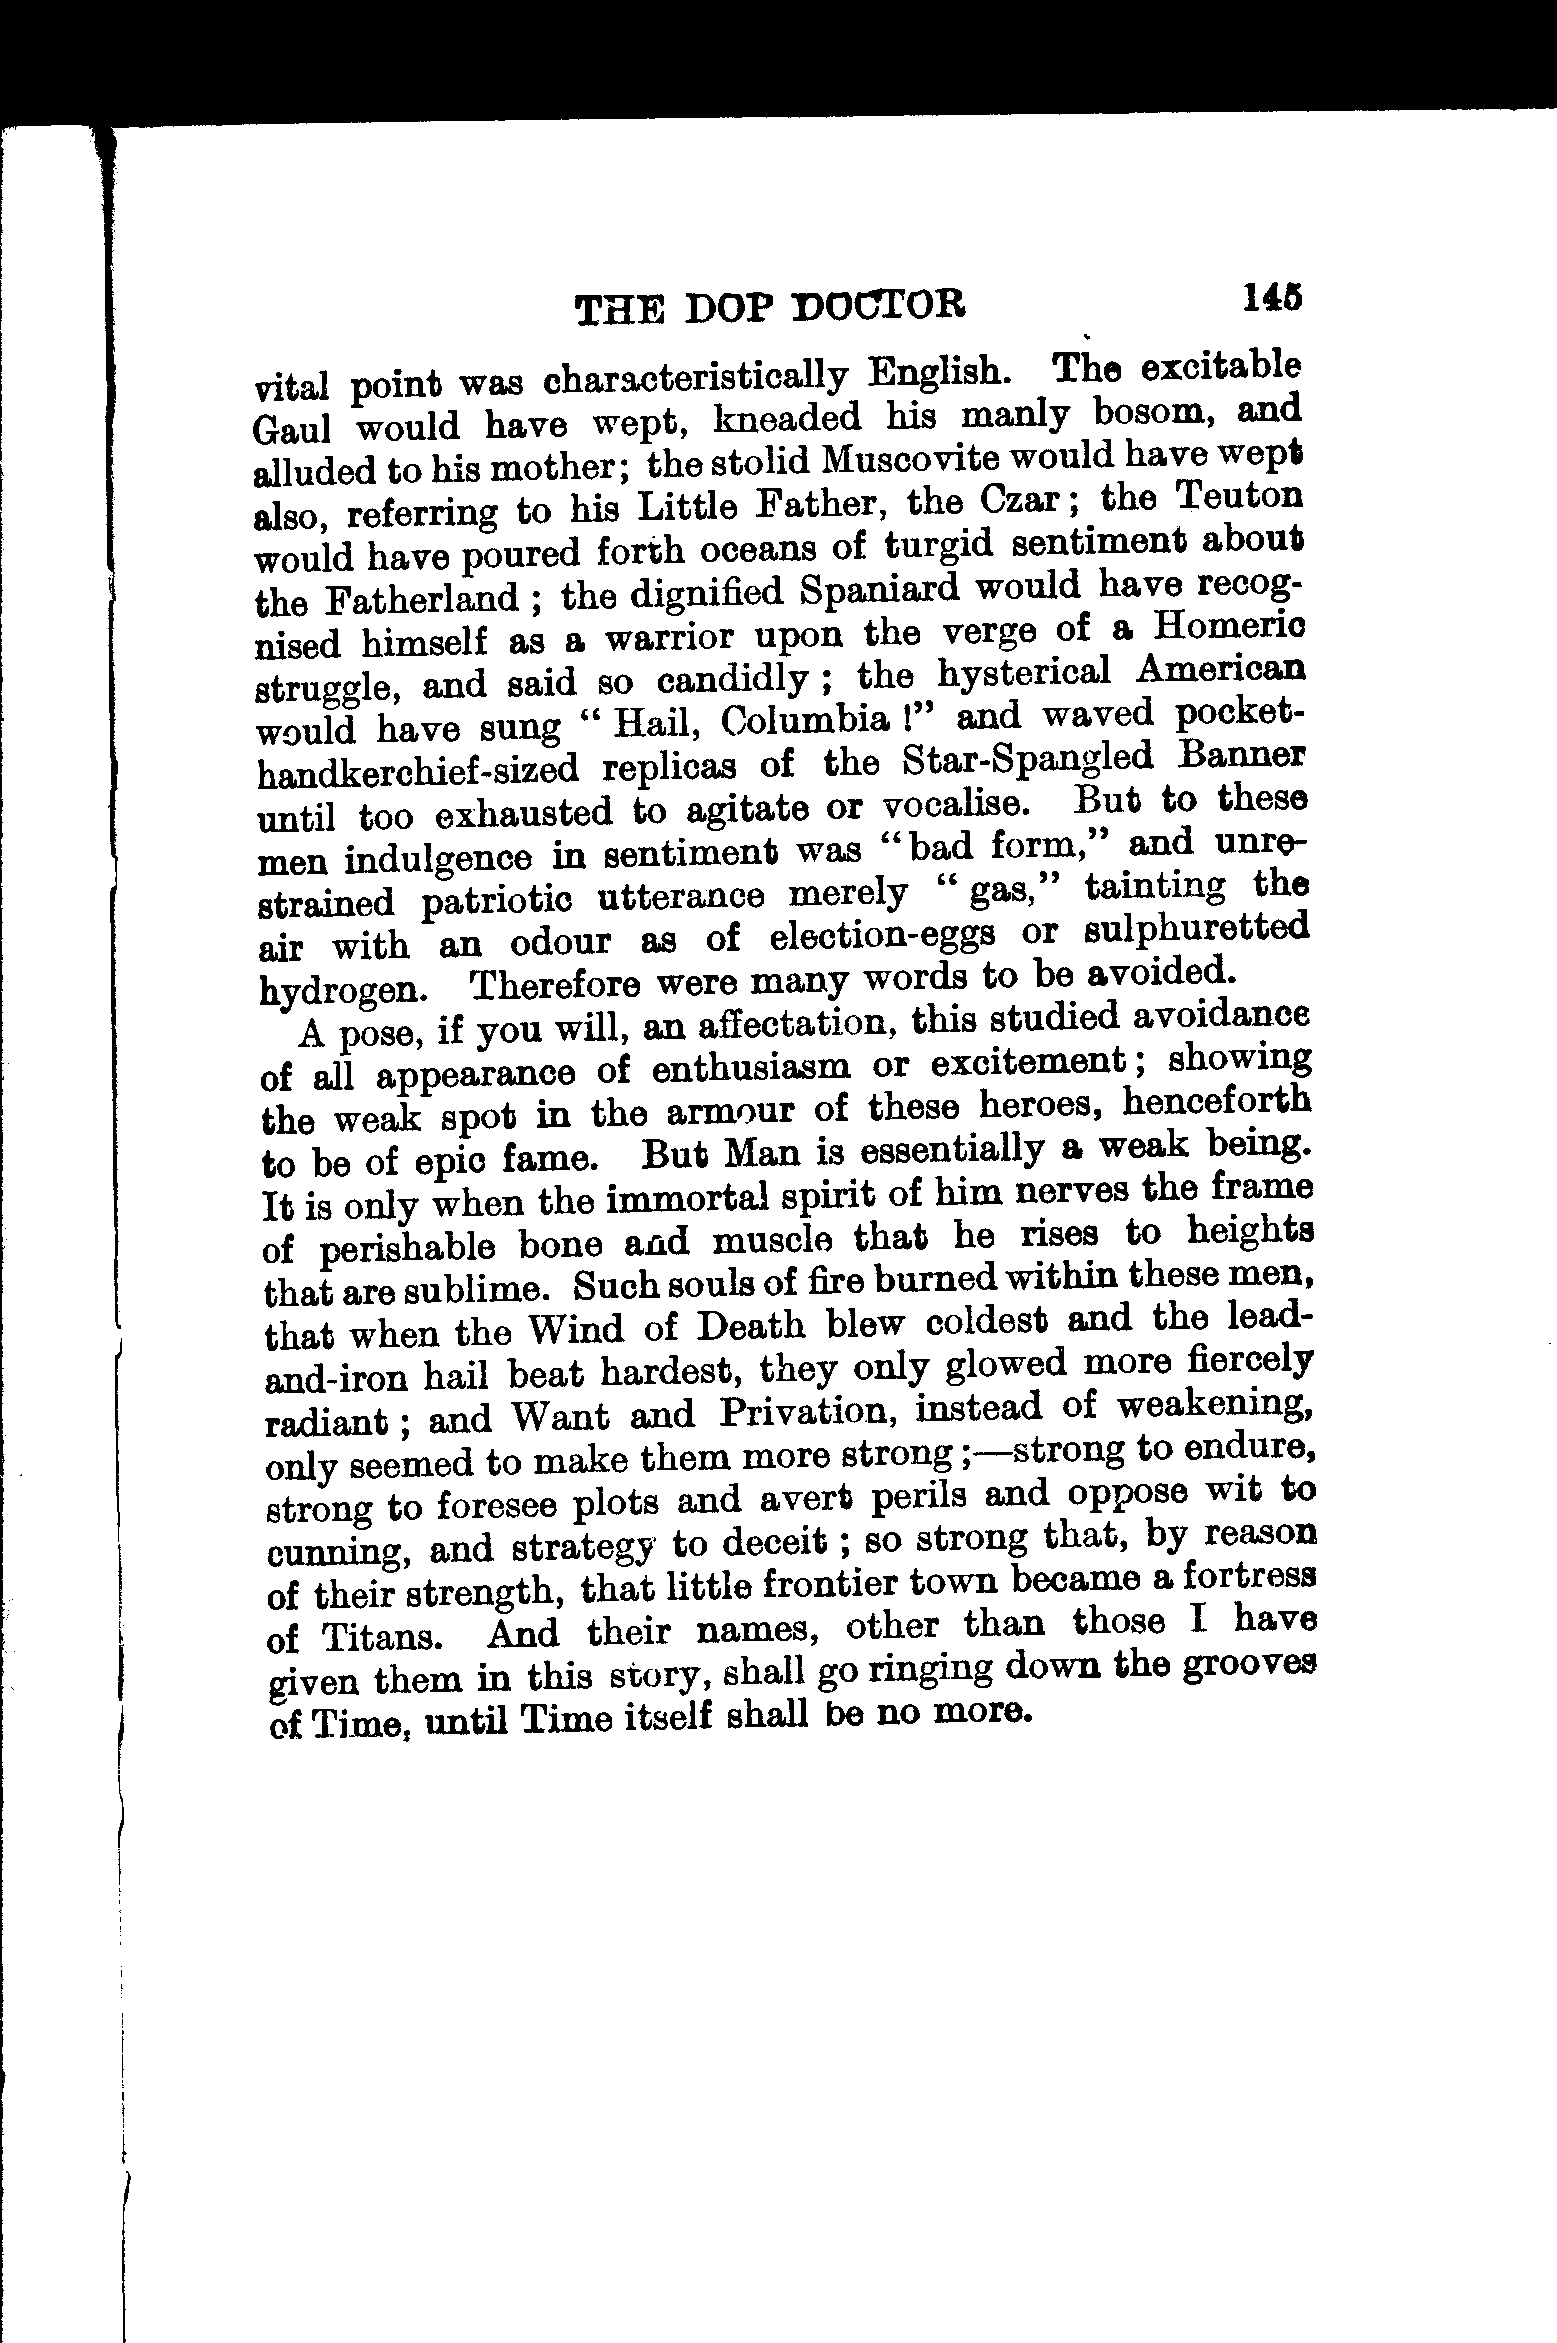 THE DOP DOCTOR 145
vital point was characteristically English. The excitable
Gaul would have wept, kneaded his manly bosom, and
alluded to his mother; the stolid Muscovite would have wept
also, referring to his Little Father, the Czar; the Teuton
would have poured forth oceans of turgid sentiment about
the Fatherland; the dignified Spaniard would have recog-
nised himself as a warrior upon the verge of a Homeric
struggle, and said so candidly; the hysterical American
would have sung "Hail, Columbia!" and waved pocket-
handkerchief-sized replicas of the Star-Spangled Banner
until too exhausted to agitate or vocalise. But to these
men indulgence in sentiment was "bad form," and unre-
strained patriotic utterance merely "gas," tainting the
air with an odour as of election-eggs or sulphuretted
hydrogen. Therefore were many words to be avoided.
A pose, if you will, an affectation, this studied avoidance
of all appearance of enthusiasm or excitement; showing
the weak spot in the armour of these heroes, henceforth
to be of epic fame. But Man is essentially a weak being.
It is only when the immortal spirit of him nerves the frame
of perishable bone and muscle that he rises to heights
that are sublime. Such souls of fire burned within these men,
that when the Wind of Death blew coldest and the lead-
and-iron hail beat hardest, they only glowed more fiercely
radiant; and Want and Privation, instead of weakening,
only seemed to make them more strong;—strong to endure,
strong to foresee plots and avert perils and oppose wit to
cunning, and strategy to deceit; so strong that, by reason
of their strength, that little frontier town became a fortress
of Titans. And their names, other than those I have
given them in this story, shall go ringing down the grooves
of Time, until Time itself shall be no more.